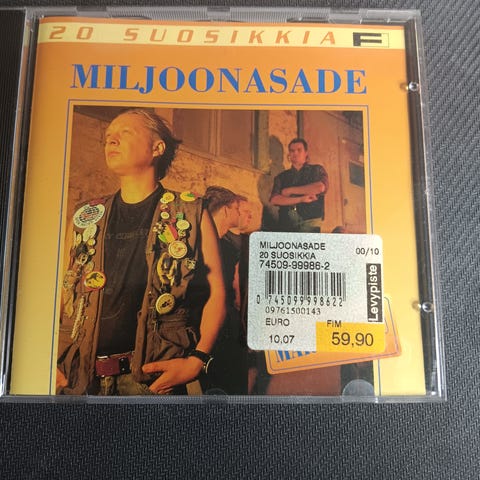 20 SUOSIKKIA F
MILJOONASADE
MILJOONASADE
00/10
20 SUOSIKKIA
74509-99986-2
0 745099 998622
09761500143
EURO
FIM
10,07
59,90
Levypiste